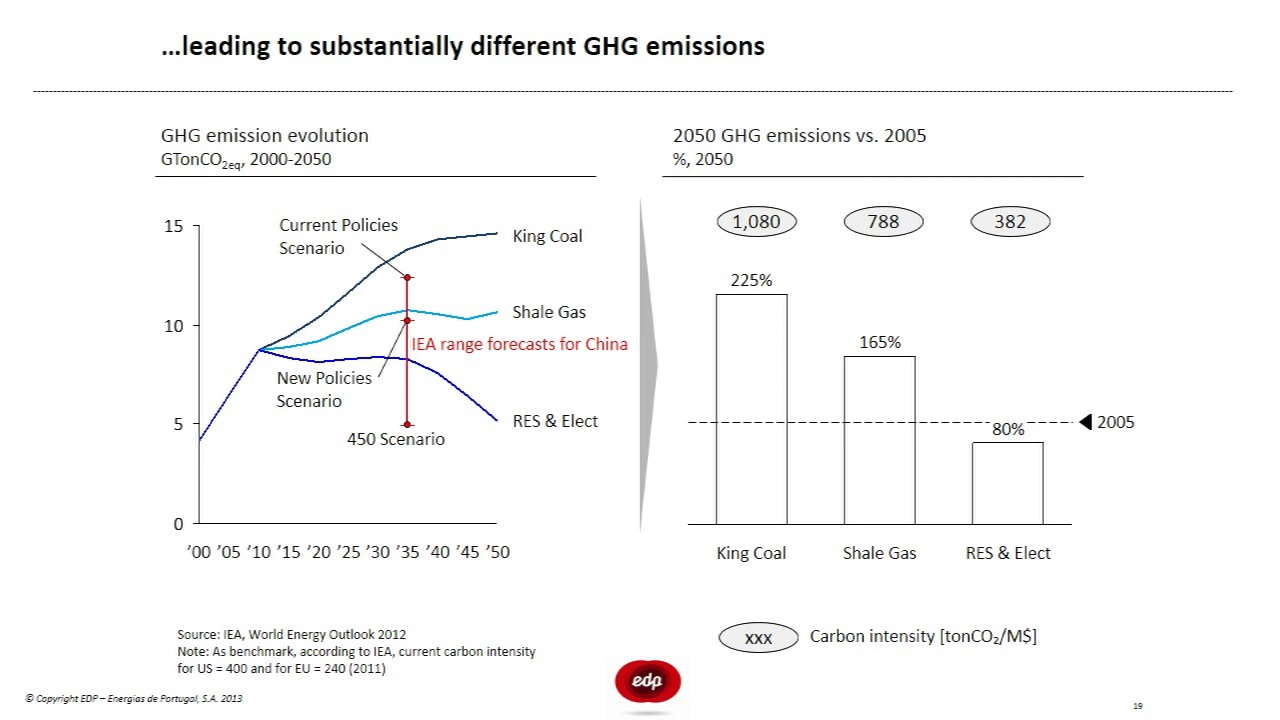 …leading to substantially different GHG emissions
GHG emission evolution
GTonCO2eq, 2000-2050
15
10
5
0
Current Policies
Scenario
King Coal
Shale Gas
IEA range forecasts for China
New Policies
Scenario
RES & Elect
450 Scenario
’00 ’05 ’10 ’15 ’20 ’25 ’30 ’35 ’40 ’45 ’50
2050 GHG emissions vs. 2005
%, 2050
1,080 788 382
225%
165%
80%
2005
King Coal Shale Gas RES & Elect
Source: IEA, World Energy Outlook 2012
Note: As benchmark, according to IEA, current carbon intensity
for US = 400 and for EU = 240 (2011)
xxx Carbon intensity [tonCO₂/M$]
edp
© Copyright EDP – Energias de Portugal, S.A. 2013
19